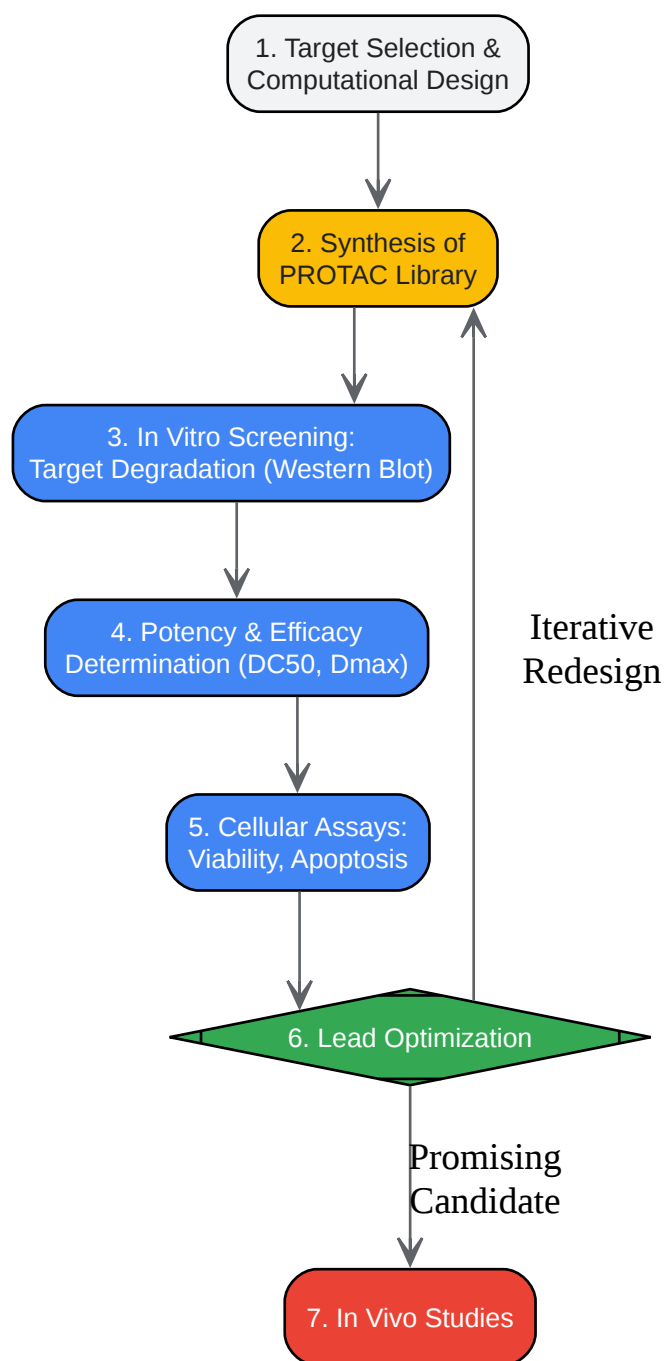 1. Target Selection &
Computational Design
2. Synthesis of
PROTAC Library
3. In Vitro Screening:
Target Degradation (Western Blot)
4. Potency & Efficacy
Determination (DC50, Dmax)
Iterative
Redesign
5. Cellular Assays:
Viability, Apoptosis
6. Lead Optimization
Promising
Candidate
7. In Vivo Studies